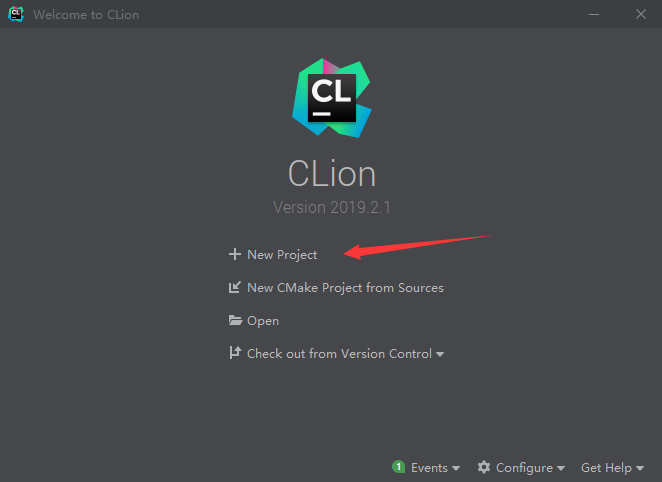 Welcome to CLion
CL
CLion
Version 2019.2.1
New Project
New CMake Project from Sources
Open
Check out from Version Control
1 Events Configure Get Help